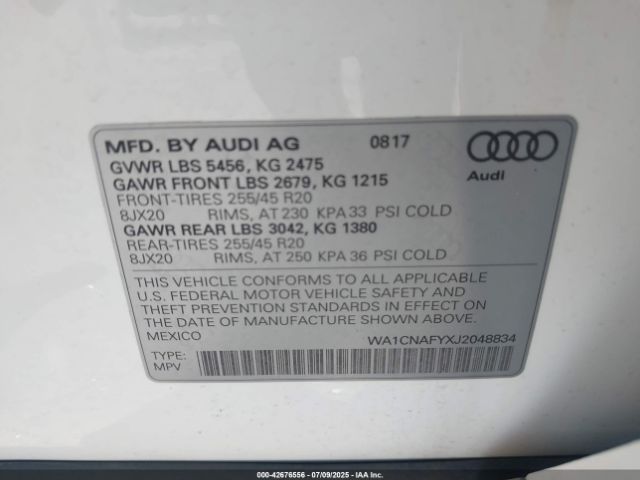 MFD. BY AUDI AG 0817
GVWR LBS 5456, KG 2475
GAWR FRONT LBS 2679, KG 1215
FRONT-TIRES 255/45 R20
8JX20 RIMS, AT 230 KPA 33 PSI COLD
GAWR REAR LBS 3042, KG 1380
REAR-TIRES 255/45 R20
8JX20 RIMS, AT 250 KPA 36 PSI COLD
Audi
THIS VEHICLE CONFORMS TO ALL APPLICABLE
U.S. FEDERAL MOTOR VEHICLE SAFETY AND
THEFT PREVENTION STANDARDS IN EFFECT ON
THE DATE OF MANUFACTURE SHOWN ABOVE.
MEXICO
WA1CNAFYXJ2048834
TYPE:
MPV
000-42676556 - 07/09/2025 - IAA Inc.